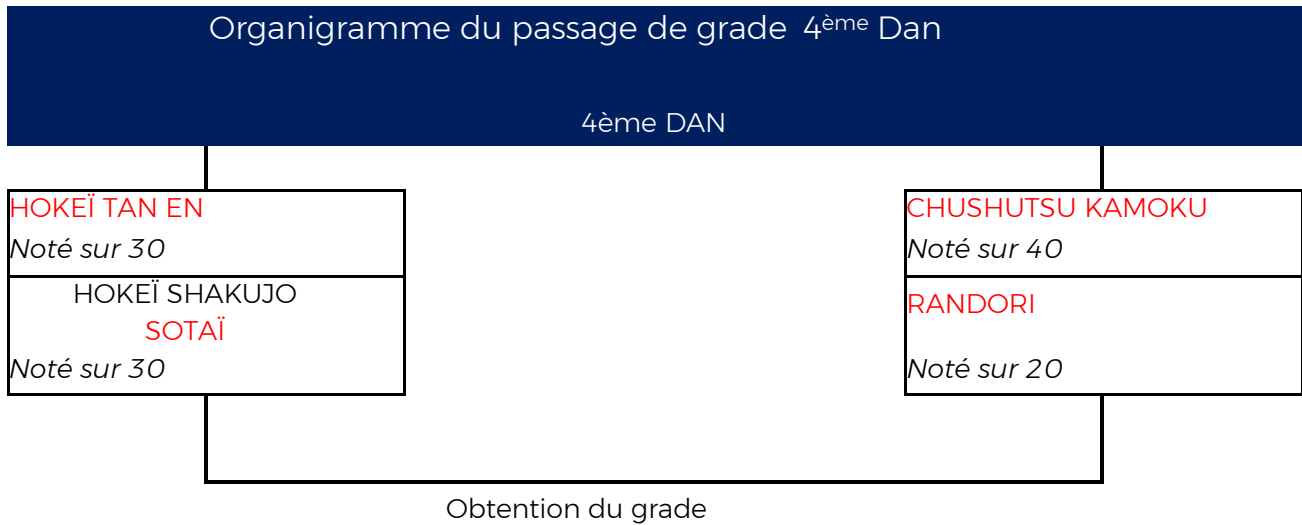 Organigramme du passage de grade 4ème Dan
4ème DAN
HOKEÏ TAN EN
Noté sur 30
HOKEÏ SHAKUJO
SOTAÏ
Noté sur 30
CHUSHUTSU KAMOKU
Noté sur 40
RANDORI
Noté sur 20
Obtention du grade